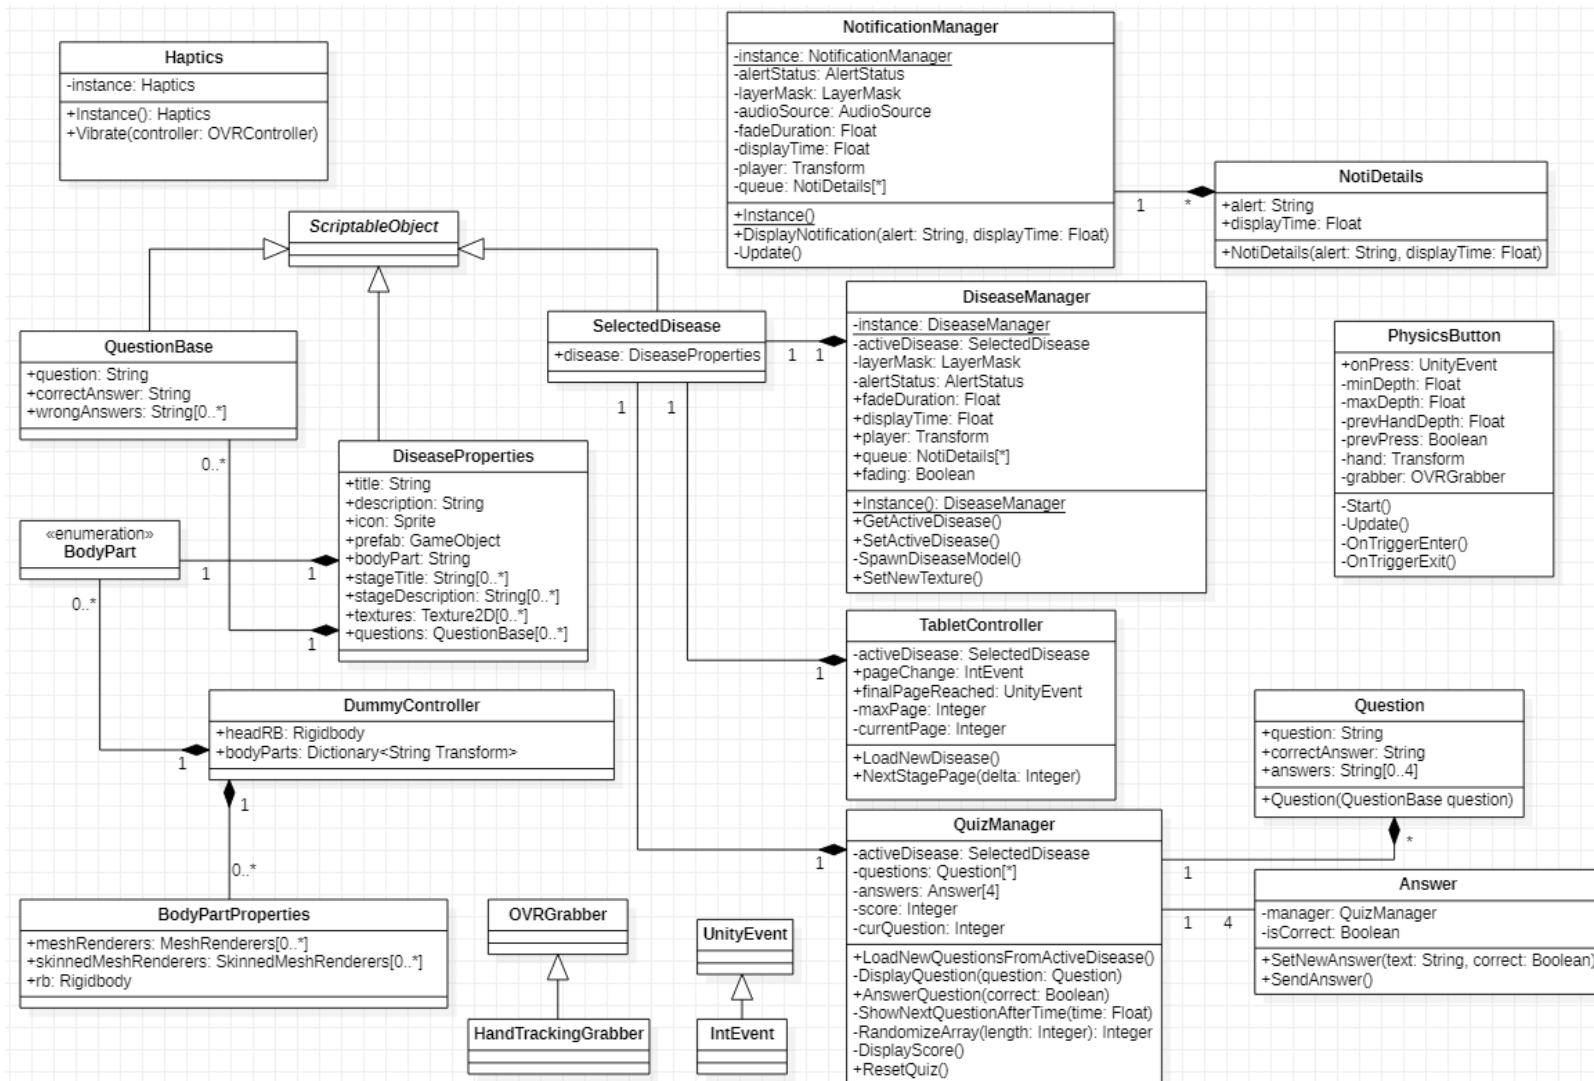 Haptics
-instance: Haptics
+Instance(): Haptics
+Vibrate(controller: OVRController)
NotificationManager
-instance: NotificationManager
-alertStatus: AlertStatus
-layerMask: LayerMask
-audioSource: AudioSource
-fadeDuration: Float
-displayTime: Float
-player: Transform
-queue: NotiDetails[*]
+Instance()
+DisplayNotification(alert: String, displayTime: Float)
-Update()
1
*
NotiDetails
+alert: String
+displayTime: Float
+NotiDetails(alert: String, displayTime: Float)
ScriptableObject
QuestionBase
+question: String
+correctAnswer: String
+wrongAnswers: String[0..*]
0..*
SelectedDisease
+disease: DiseaseProperties
1
1
1
1
DiseaseManager
-instance: DiseaseManager
-activeDisease: SelectedDisease
-layerMask: LayerMask
-alertStatus: AlertStatus
+fadeDuration: Float
+displayTime: Float
+player: Transform
+queue: NotiDetails[*]
+fading: Boolean
+Instance(): DiseaseManager
+GetActiveDisease()
+SetActiveDisease()
-SpawnDiseaseModel()
+SetNewTexture()
PhysicsButton
+onPress: UnityEvent
-minDepth: Float
-maxDepth: Float
-prevHandDepth: Float
-prevPress: Boolean
-hand: Transform
-grabber: OVRGrabber
-Start()
-Update()
-OnTriggerEnter()
-OnTriggerExit()
DiseaseProperties
+title: String
+description: String
+icon: Sprite
+prefab: GameObject
+bodyPart: String
+stageTitle: String[0..*]
+stageDescription: String[0..*]
+textures: Texture2D[0..*]
+questions: QuestionBase[0..*]
«enumeration»
BodyPart
1
1
0..*
1
TabletController
-activeDisease: SelectedDisease
+pageChange: IntEvent
+finalPageReached: UnityEvent
-maxPage: Integer
-currentPage: Integer
+LoadNewDisease()
+NextStagePage(delta: Integer)
1
DummyController
+headRB: Rigidbody
+bodyParts: Dictionary<String Transform>
1
1
0..*
Question
+question: String
+correctAnswer: String
+answers: String[0..4]
+Question(QuestionBase question)
*
1
QuizManager
-activeDisease: SelectedDisease
-questions: Question[*]
-answers: Answer[4]
-score: Integer
-curQuestion: Integer
+LoadNewQuestionsFromActiveDisease()
-DisplayQuestion(question: Question)
+AnswerQuestion(correct: Boolean)
-ShowNextQuestionAfterTime(time: Float)
-RandomizeArray(length: Integer): Integer
-DisplayScore()
+ResetQuiz()
1
1
4
Answer
-manager: QuizManager
-isCorrect: Boolean
+SetNewAnswer(text: String, correct: Boolean)
+SendAnswer()
BodyPartProperties
+meshRenderers: MeshRenderers[0..*]
+skinnedMeshRenderers: SkinnedMeshRenderers[0..*]
+rb: Rigidbody
OVRGrabber
HandTrackingGrabber
UnityEvent
IntEvent